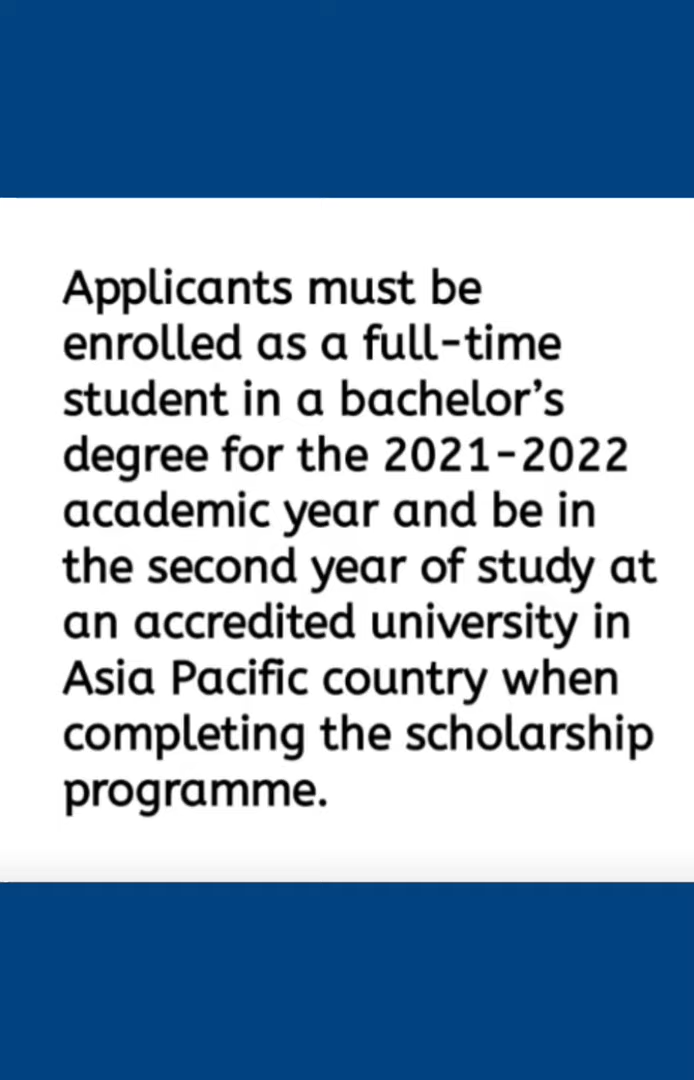 Applicants must be
enrolled as a full-time
student in a bachelor’s
degree for the 2021-2022
academic year and be in
the second year of study at
an accredited university in
Asia Pacific country when
completing the scholarship
programme.